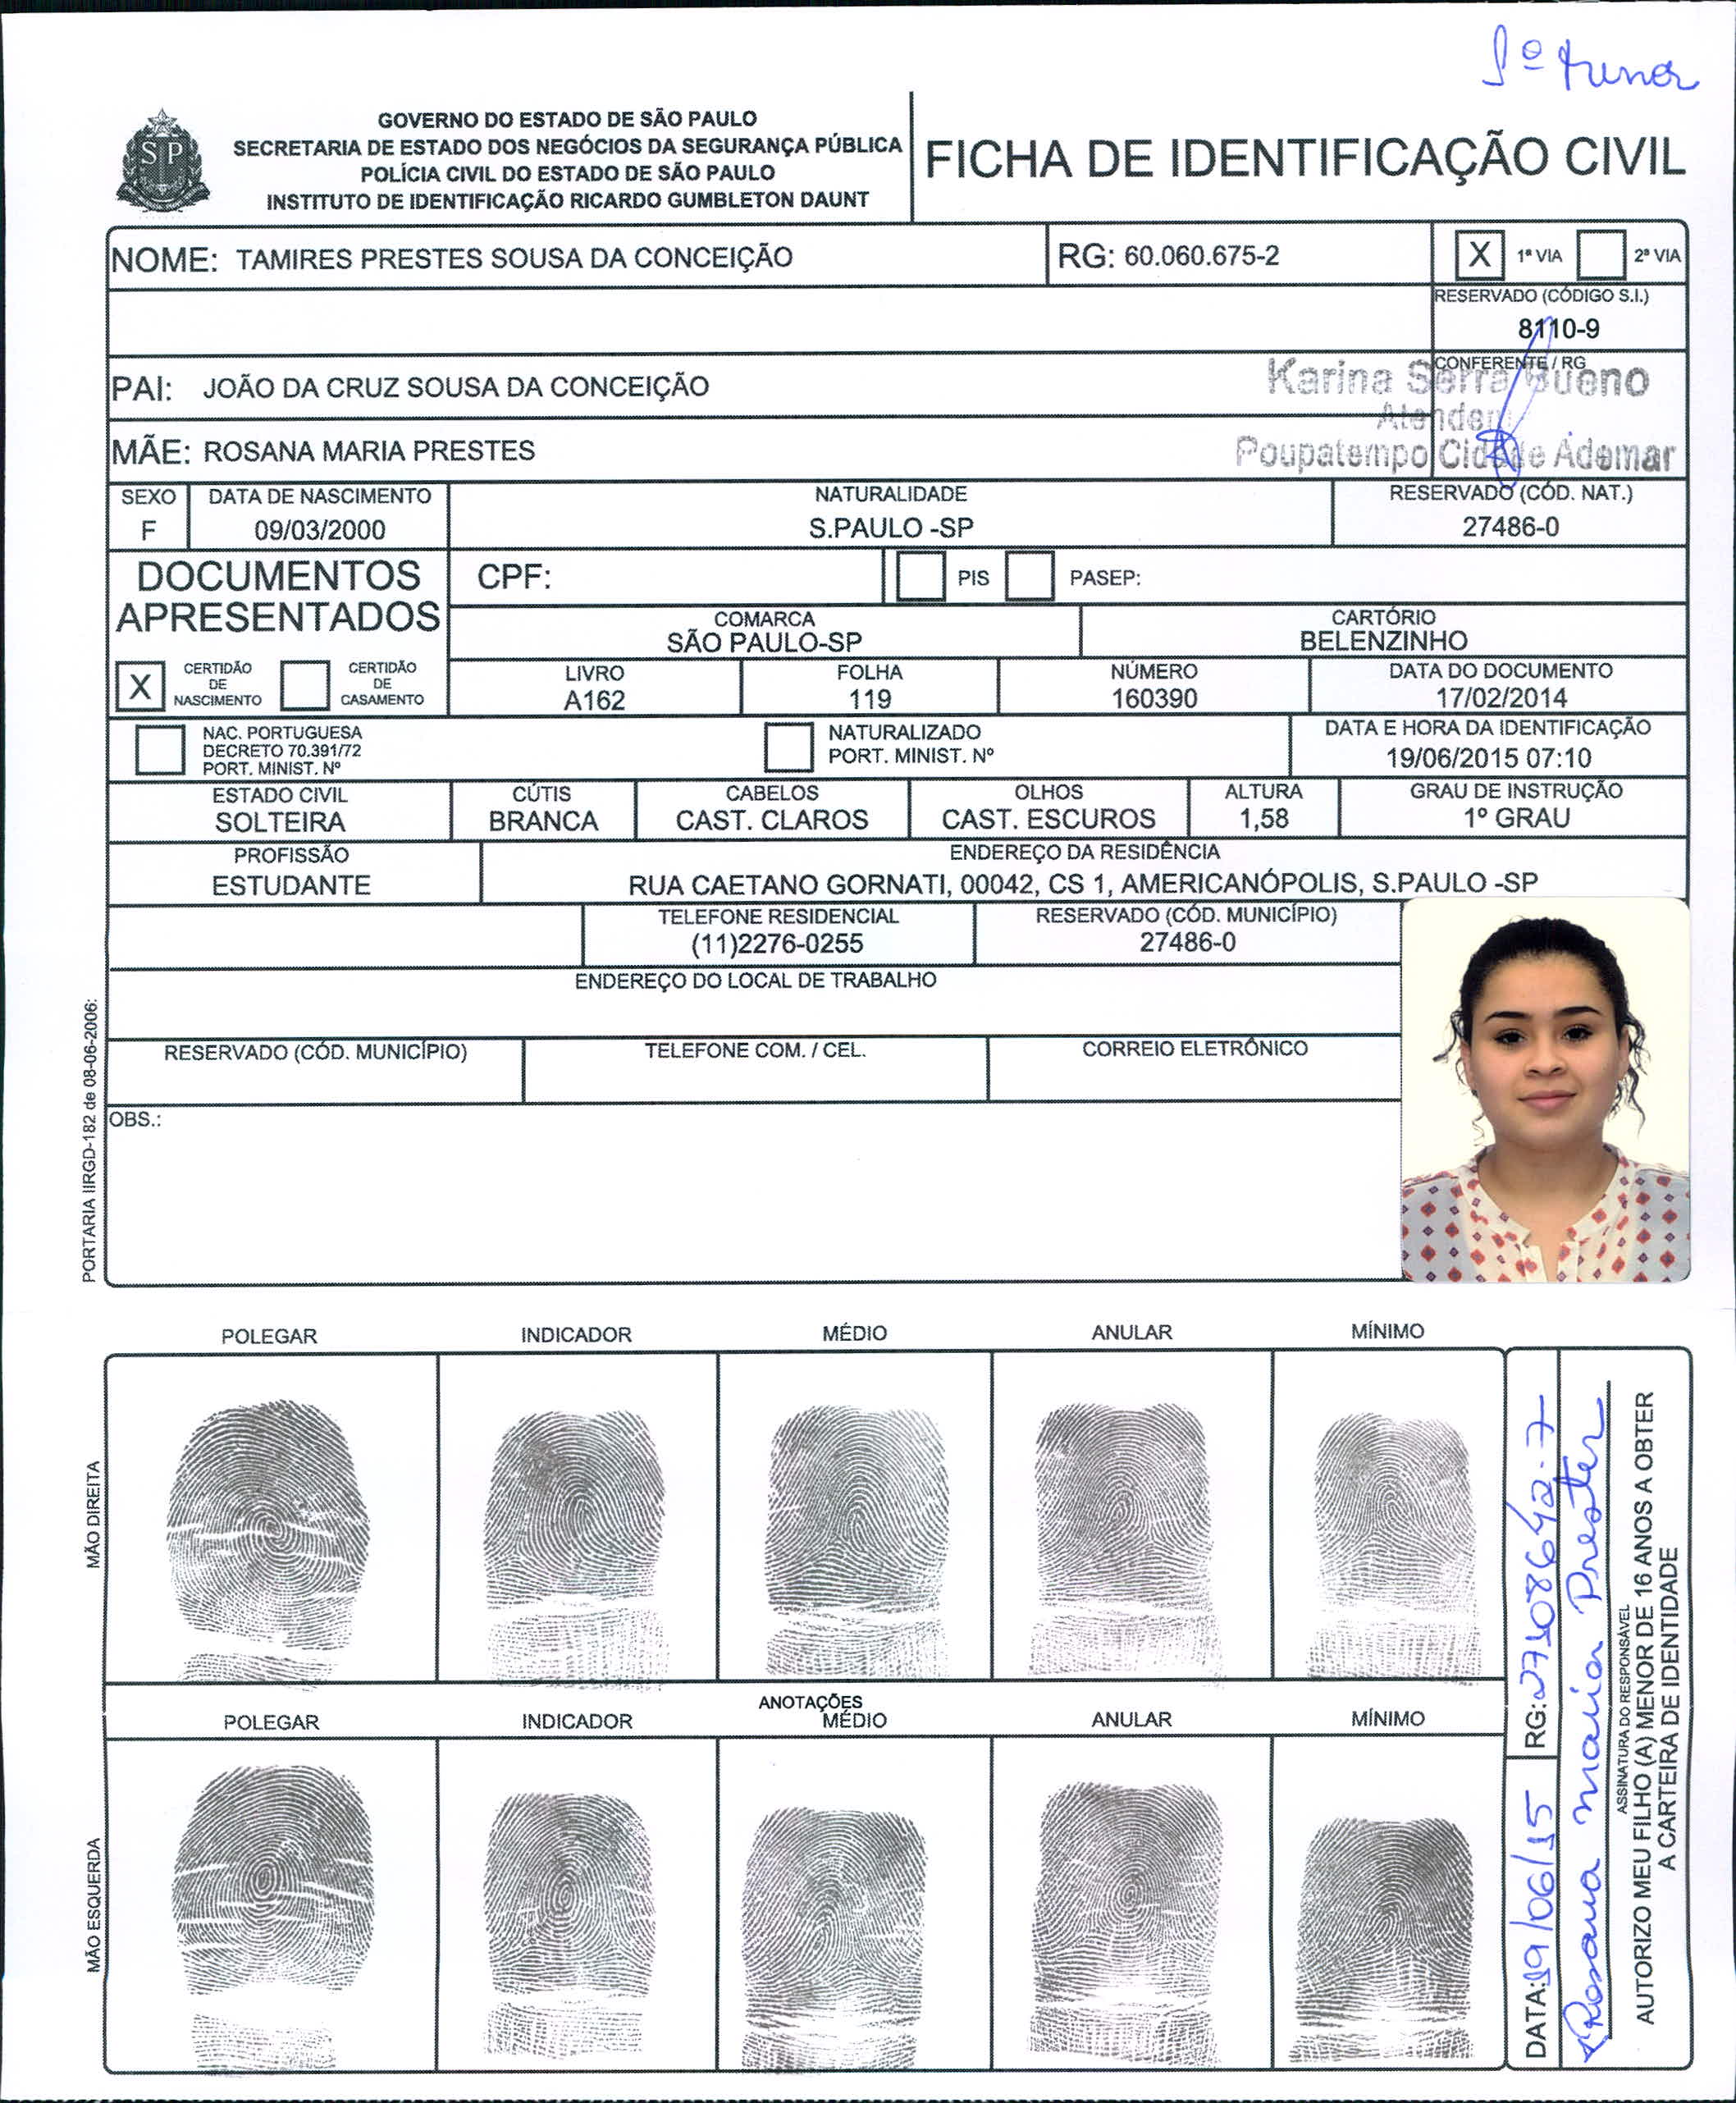 1º turno
SP
GOVERNO DO ESTADO DE SÃO PAULO
SECRETARIA DE ESTADO DOS NEGÓCIOS DA SEGURANÇA PÚBLICA
POLÍCIA CIVIL DO ESTADO DE SÃO PAULO
INSTITUTO DE IDENTIFICAÇÃO RICARDO GUMBLETON DAUNT
FICHA DE IDENTIFICAÇÃO CIVIL
NOME: TAMIRES PRESTES SOUSA DA CONCEIÇÃO RG: 60.060.675-2 X 1ª VIA 2ª VIA
RESERVADO (CÓDIGO S.I.)
8110-9
PAI: JOÃO DA CRUZ SOUSA DA CONCEIÇÃO
CONFERENTE / RG
Karina Serra Bueno
Poupatempo Cidade Ademar
MÃE: ROSANA MARIA PRESTES
SEXO DATA DE NASCIMENTO NATURALIDADE RESERVADO (CÓD. NAT.)
F 09/03/2000 S.PAULO -SP 27486-0
DOCUMENTOS
APRESENTADOS
CPF: PIS PASEP:
COMARCA CARTÓRIO
SÃO PAULO-SP BELENZINHO
X CERTIDÃO DE NASCIMENTO CERTIDÃO DE CASAMENTO
LIVRO FOLHA NÚMERO DATA DO DOCUMENTO
A162 119 160390 17/02/2014
NAC. PORTUGUESA
DECRETO 70.391/72
PORT. MINIST. Nº
NATURALIZADO
PORT. MINIST. Nº
DATA E HORA DA IDENTIFICAÇÃO
19/06/2015 07:10
ESTADO CIVIL CÚTIS CABELOS OLHOS ALTURA GRAU DE INSTRUÇÃO
SOLTEIRA BRANCA CAST. CLAROS CAST. ESCUROS 1,58 1º GRAU
PROFISSÃO ENDEREÇO DA RESIDÊNCIA
ESTUDANTE RUA CAETANO GORNATI, 00042, CS 1, AMERICANÓPOLIS, S.PAULO -SP
TELEFONE RESIDENCIAL RESERVADO (CÓD. MUNICÍPIO)
(11)2276-0255 27486-0
ENDEREÇO DO LOCAL DE TRABALHO
RESERVADO (CÓD. MUNICÍPIO) TELEFONE COM. / CEL. CORREIO ELETRÔNICO
OBS.:
PORTARIA IIRGD-182 de 08-06-2006:
POLEGAR INDICADOR MÉDIO ANULAR MÍNIMO
MÃO DIREITA
ANOTAÇÕES
POLEGAR INDICADOR MÉDIO ANULAR MÍNIMO
MÃO ESQUERDA
DATA: 19/06/15 RG: 27108642-7
Rosana maria Prestes
ASSINATURA DO RESPONSÁVEL
AUTORIZO MEU FILHO (A) MENOR DE 16 ANOS A OBTER
A CARTEIRA DE IDENTIDADE